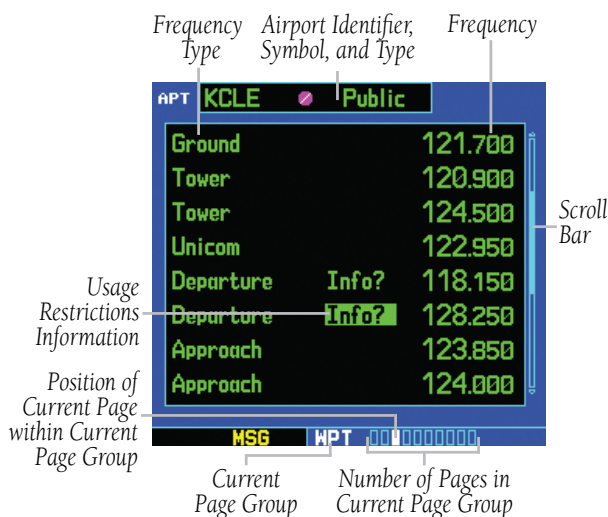 Frequency
Type
Airport Identifier,
Symbol, and Type
Frequency
APT KCLE Public
Ground 121.700
Tower 120.900
Tower 124.500
Unicom 122.950
Departure Info? 118.150
Departure Info? 128.250
Approach 123.850
Approach 124.000
Scroll
Bar
Usage
Restrictions
Information
Position of
Current Page
within Current
Page Group
MSG WPT
Current
Page Group
Number of Pages in
Current Page Group